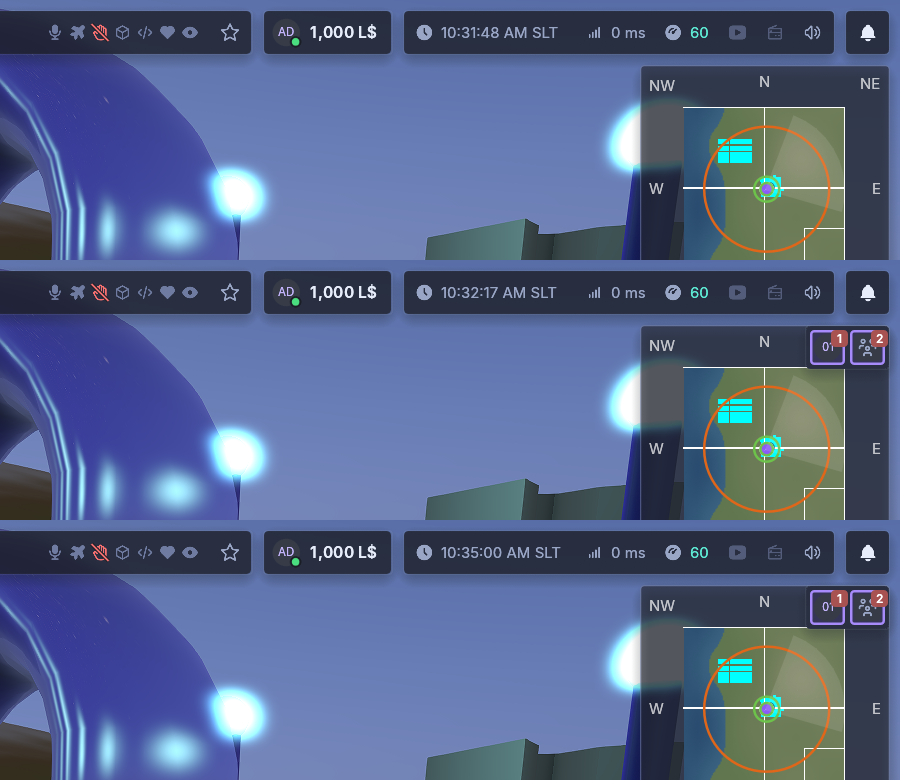 AD 1,000 L$ 10:31:48 AM SLT 0 ms 60
NW N NE
W E
AD 1,000 L$ 10:32:17 AM SLT 0 ms 60
1 2
NW N 01
W E
AD 1,000 L$ 10:35:00 AM SLT 0 ms 60
1 2
NW N 01
W E